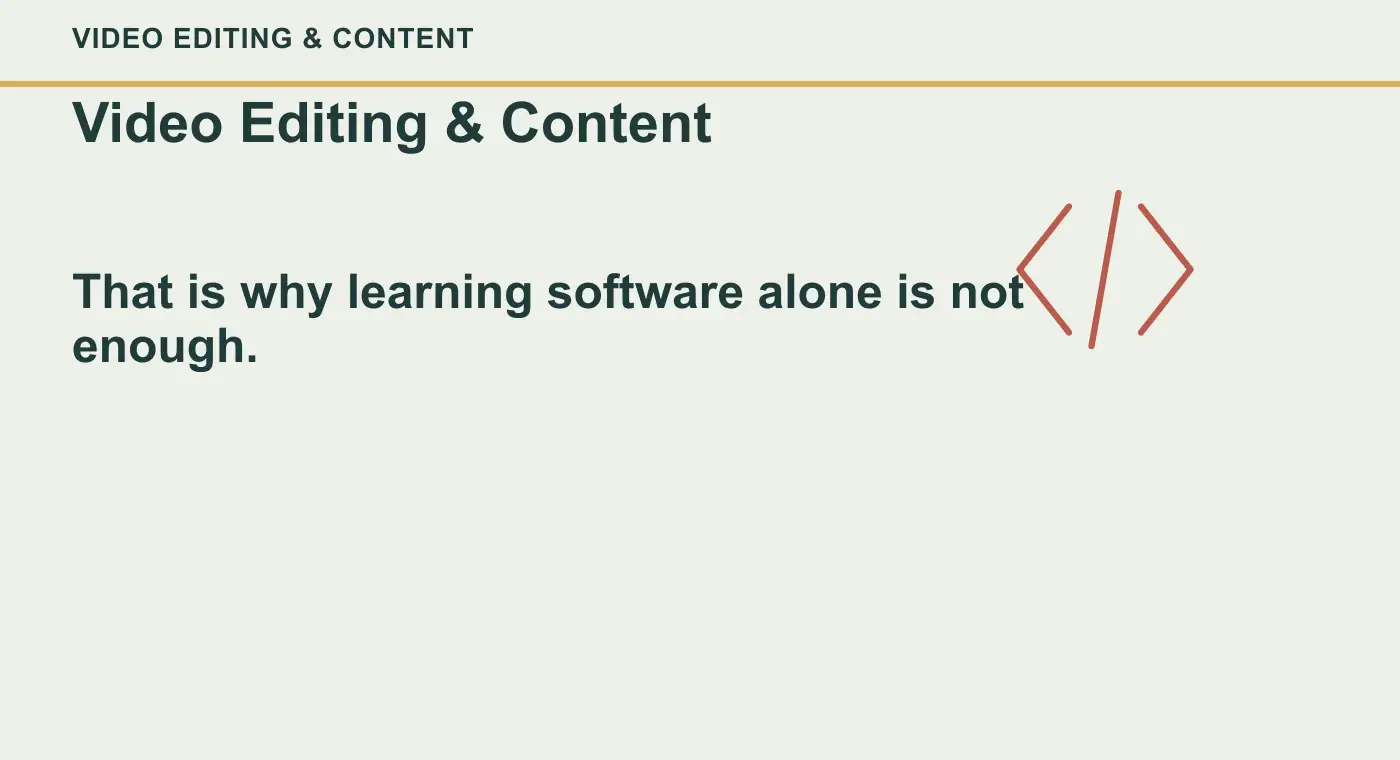 VIDEO EDITING & CONTENT
Video Editing & Content
That is why learning software alone is not
enough.